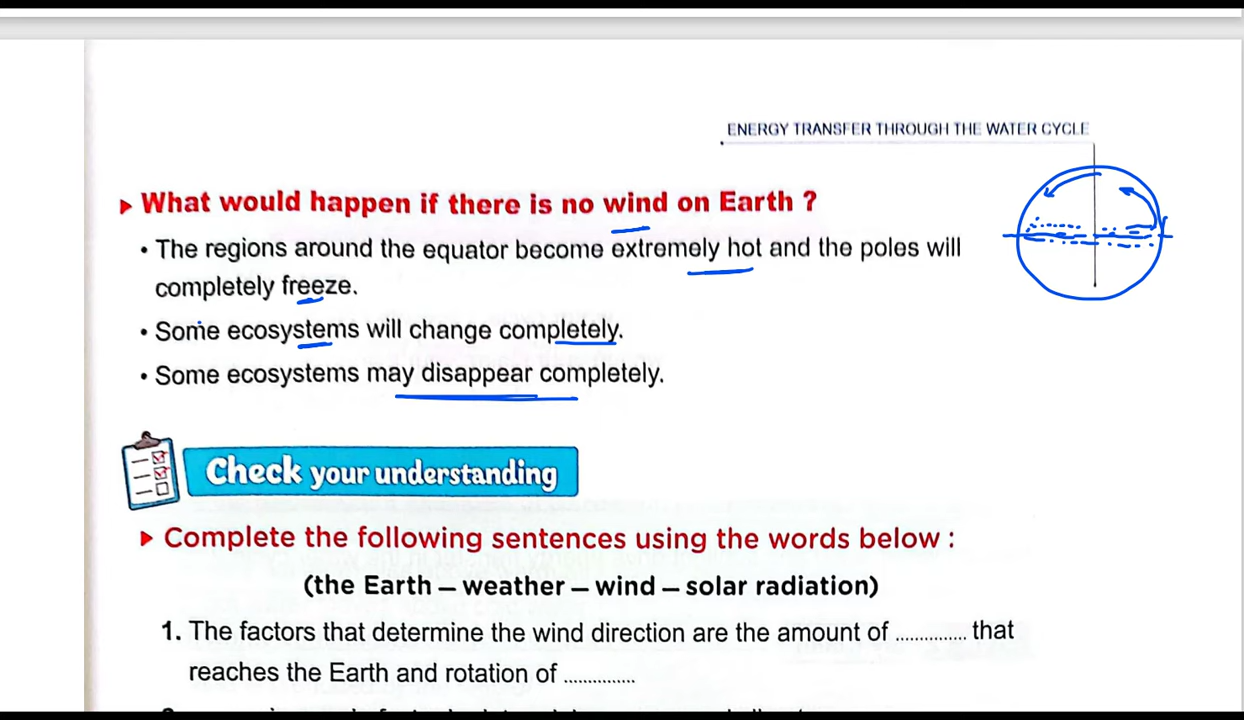 ENERGY TRANSFER THROUGH THE WATER CYCLE
What would happen if there is no wind on Earth ?
• The regions around the equator become extremely hot and the poles will
completely freeze.
• Some ecosystems will change completely.
• Some ecosystems may disappear completely.
Check your understanding
Complete the following sentences using the words below :
(the Earth – weather – wind – solar radiation)
1. The factors that determine the wind direction are the amount of .............. that
reaches the Earth and rotation of ..............